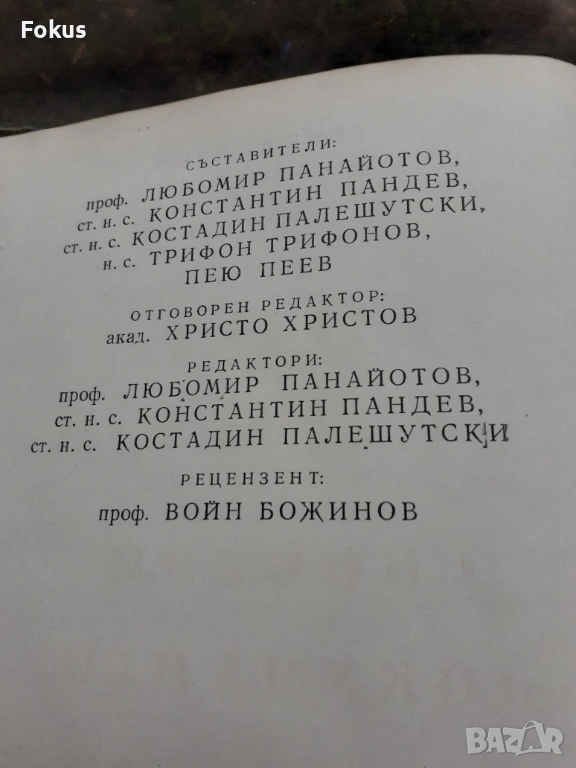 Fokus
СЪСТАВИТЕЛИ:
проф. ЛЮБОМИР ПАНАЙОТОВ,
ст. н. с. КОНСТАНТИН ПАНДЕВ,
ст. н. с. КОСТАДИН ПАЛЕШУТСКИ,
н. с. ТРИФОН ТРИФОНОВ,
ПЕЮ ПЕЕВ
ОТГОВОРЕН РЕДАКТОР:
акад. ХРИСТО ХРИСТОВ
РЕДАКТОРИ:
проф. ЛЮБОМИР ПАНАЙОТОВ,
ст. н. с. КОНСТАНТИН ПАНДЕВ,
ст. н. с. КОСТАДИН ПАЛЕШУТСКИ
РЕЦЕНЗЕНТ:
проф. ВОЙН БОЖИНОВ
BAZAR